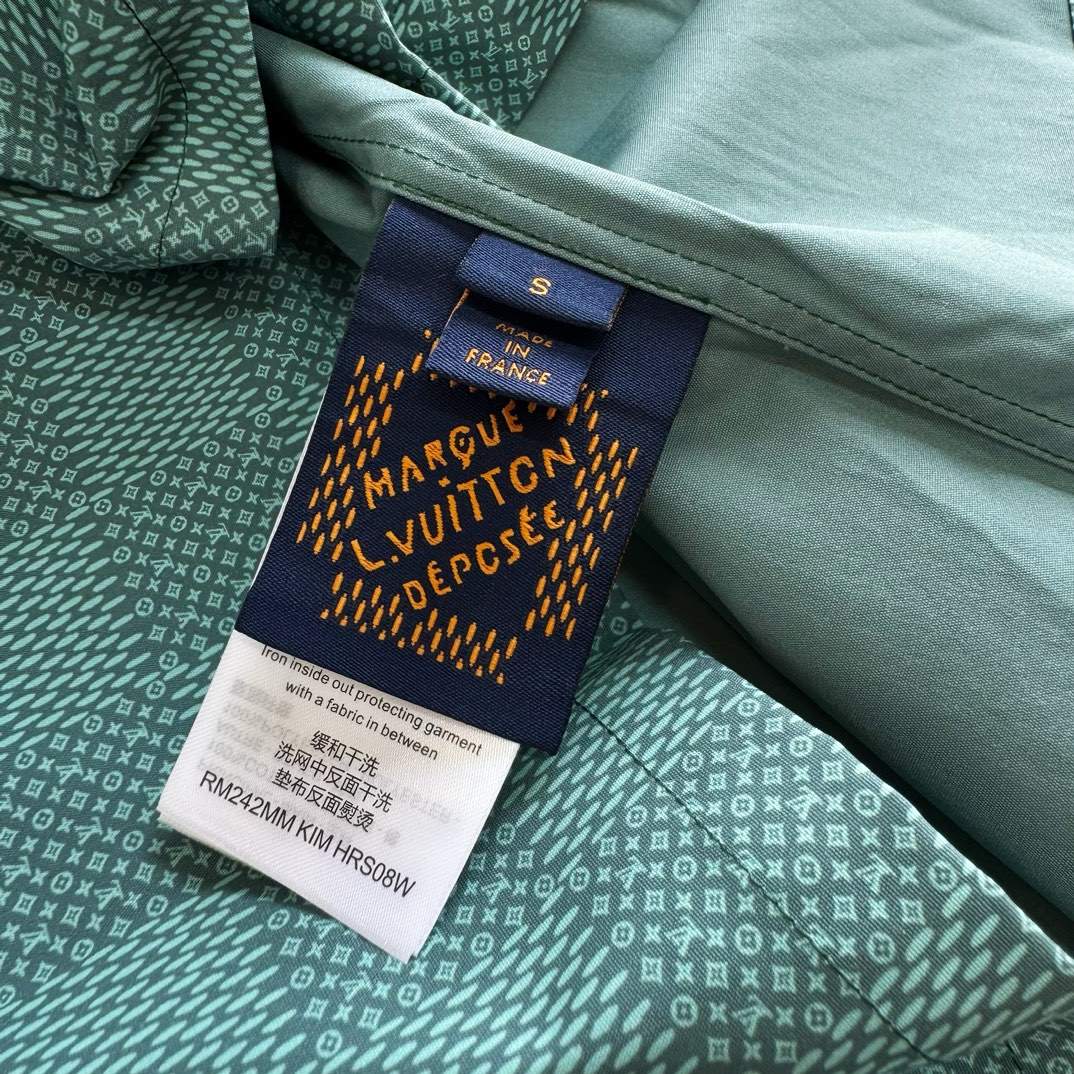 S
MADE
IN
FRANCE
MARQUE
L.VUÏTTON
DÉPOSÉE
Iron inside out protecting garment
with a fabric in between
缓和干洗
洗网中反面干洗
垫布反面熨烫
RM242MM KIM HRS08W